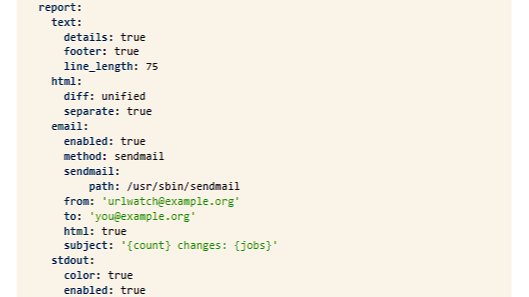 report:
  text:
    details: true
    footer: true
    line_length: 75
  html:
    diff: unified
    separate: true
  email:
    enabled: true
    method: sendmail
    sendmail:
        path: /usr/sbin/sendmail
    from: 'urlwatch@example.org'
    to: 'you@example.org'
    html: true
    subject: '{count} changes: {jobs}'
  stdout:
    color: true
    enabled: true